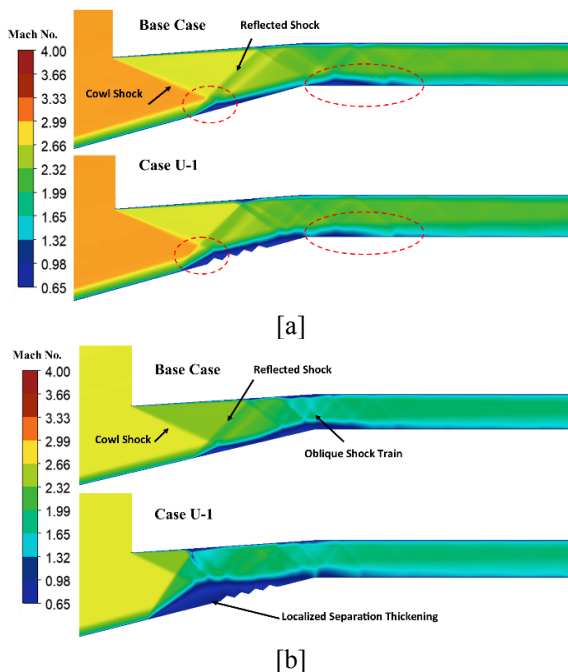 Mach No.
Base Case
4.00
Reflected Shock
3.66
3.33
Cowl Shock
2.99
2.66
2.32
1.99
Case U-1
1.65
1.32
0.98
0.65
[a]
Mach No.
Base Case
4.00
Reflected Shock
3.66
3.33
2.99
Cowl Shock
2.66
Oblique Shock Train
2.32
1.99
Case U-1
1.65
1.32
0.98
0.65
Localized Separation Thickening
[b]